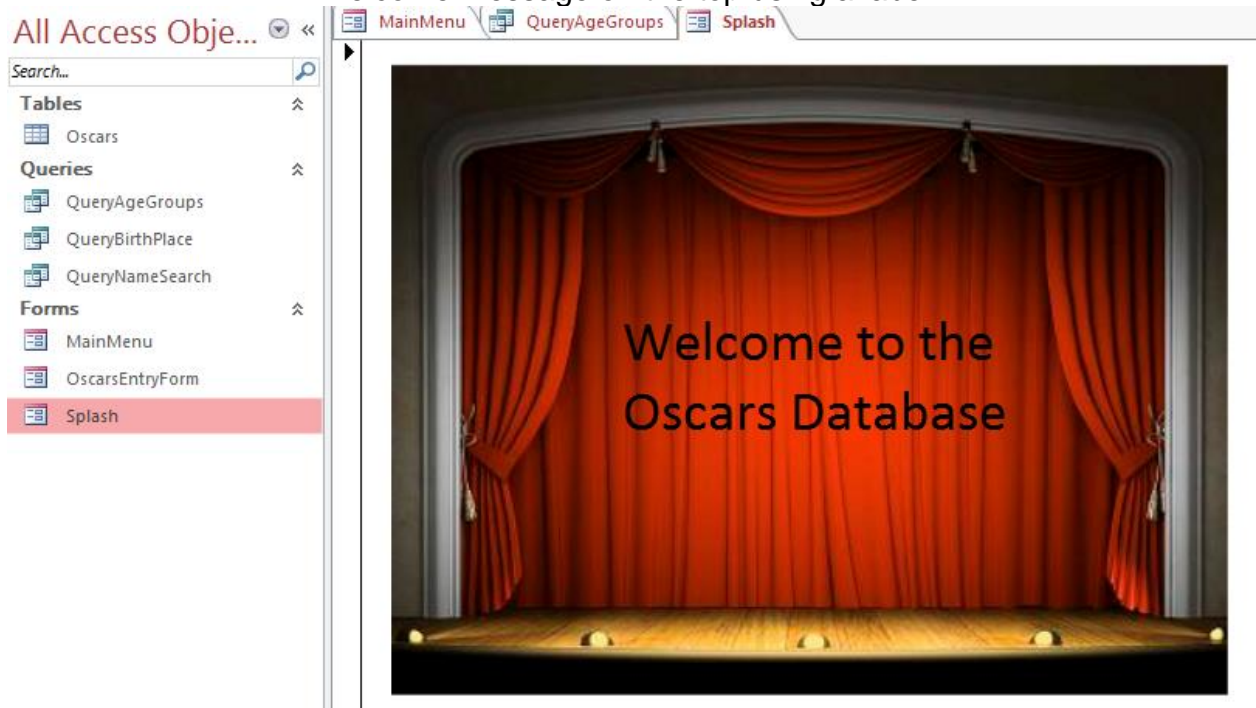 All Access Obje...
Search...
Tables
Oscars
Queries
QueryAgeGroups
QueryBirthPlace
QueryNameSearch
Forms
MainMenu
OscarsEntryForm
Splash
MainMenu QueryAgeGroups Splash
Welcome to the
Oscars Database